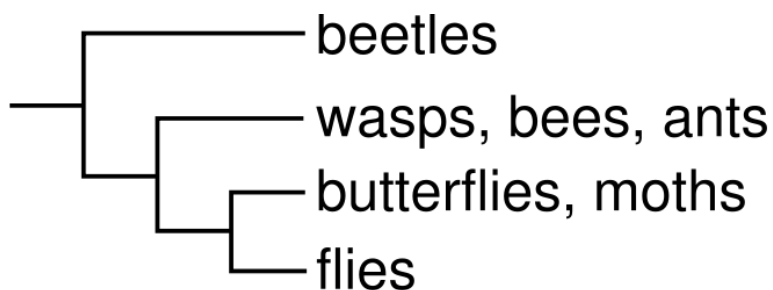 beetles
wasps, bees, ants
butterflies, moths
flies